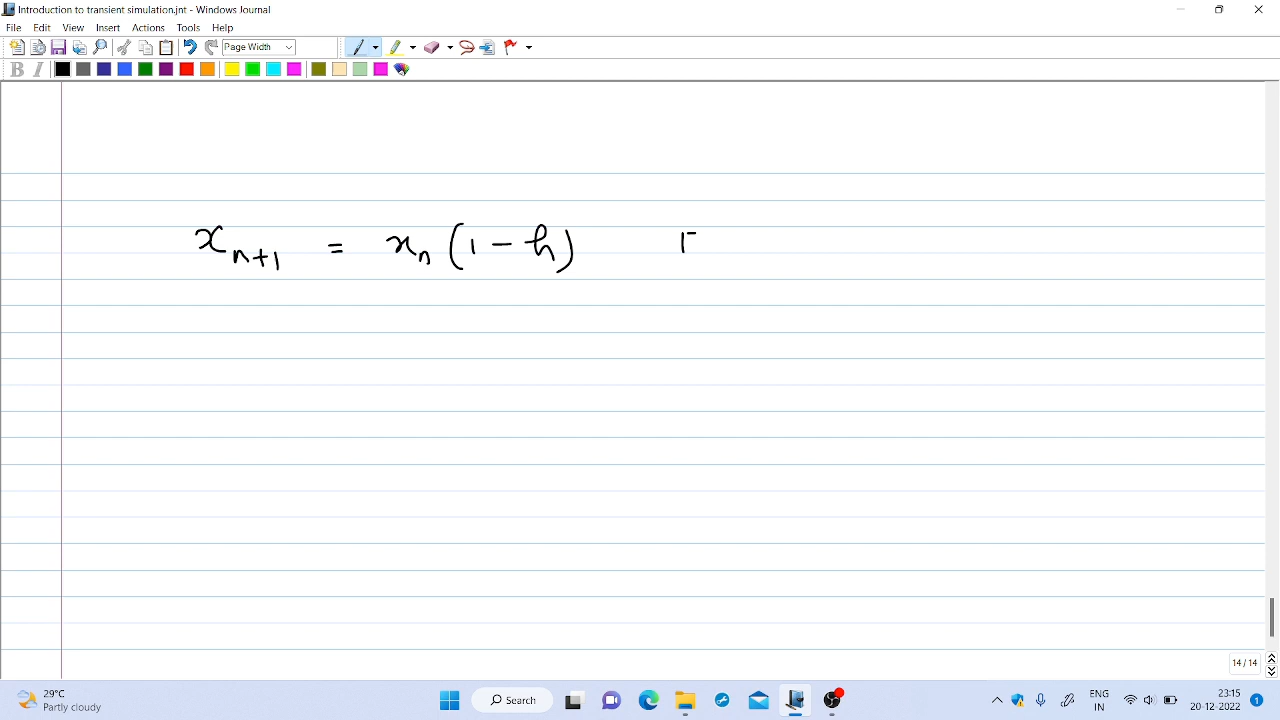 Introduction to transient simulation.jnt - Windows Journal
File Edit View Insert Actions Tools Help
Page Width
B I
x_{n+1} = x_n (1 - h)
14 / 14
29°C
Partly cloudy
Search
ENG
IN
23:15
20-12-2022
1